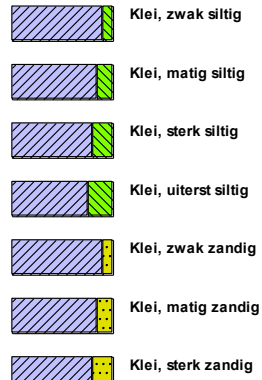 Klei, zwak siltig
Klei, matig siltig
Klei, sterk siltig
Klei, uiterst siltig
Klei, zwak zandig
Klei, matig zandig
Klei, sterk zandig